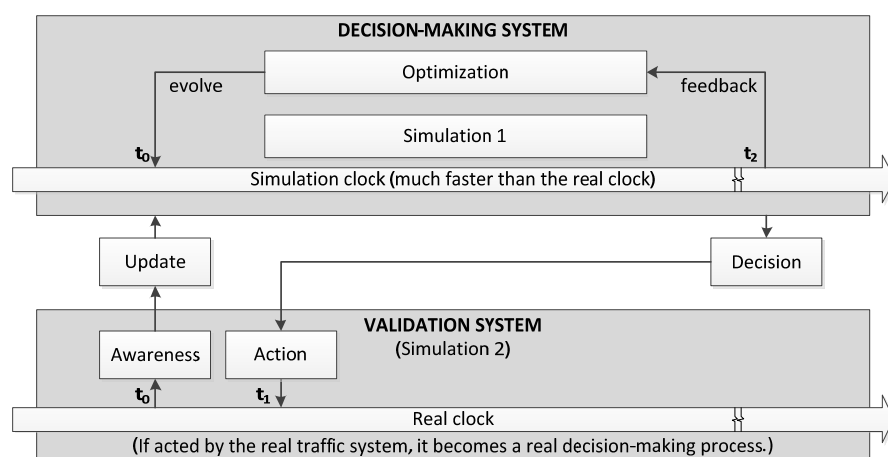 DECISION-MAKING SYSTEM
Optimization
evolve
feedback
Simulation 1
t0
t2
Simulation clock (much faster than the real clock)
Update
Decision
VALIDATION SYSTEM
(Simulation 2)
Awareness
Action
t0
t1
Real clock
(If acted by the real traffic system, it becomes a real decision-making process.)